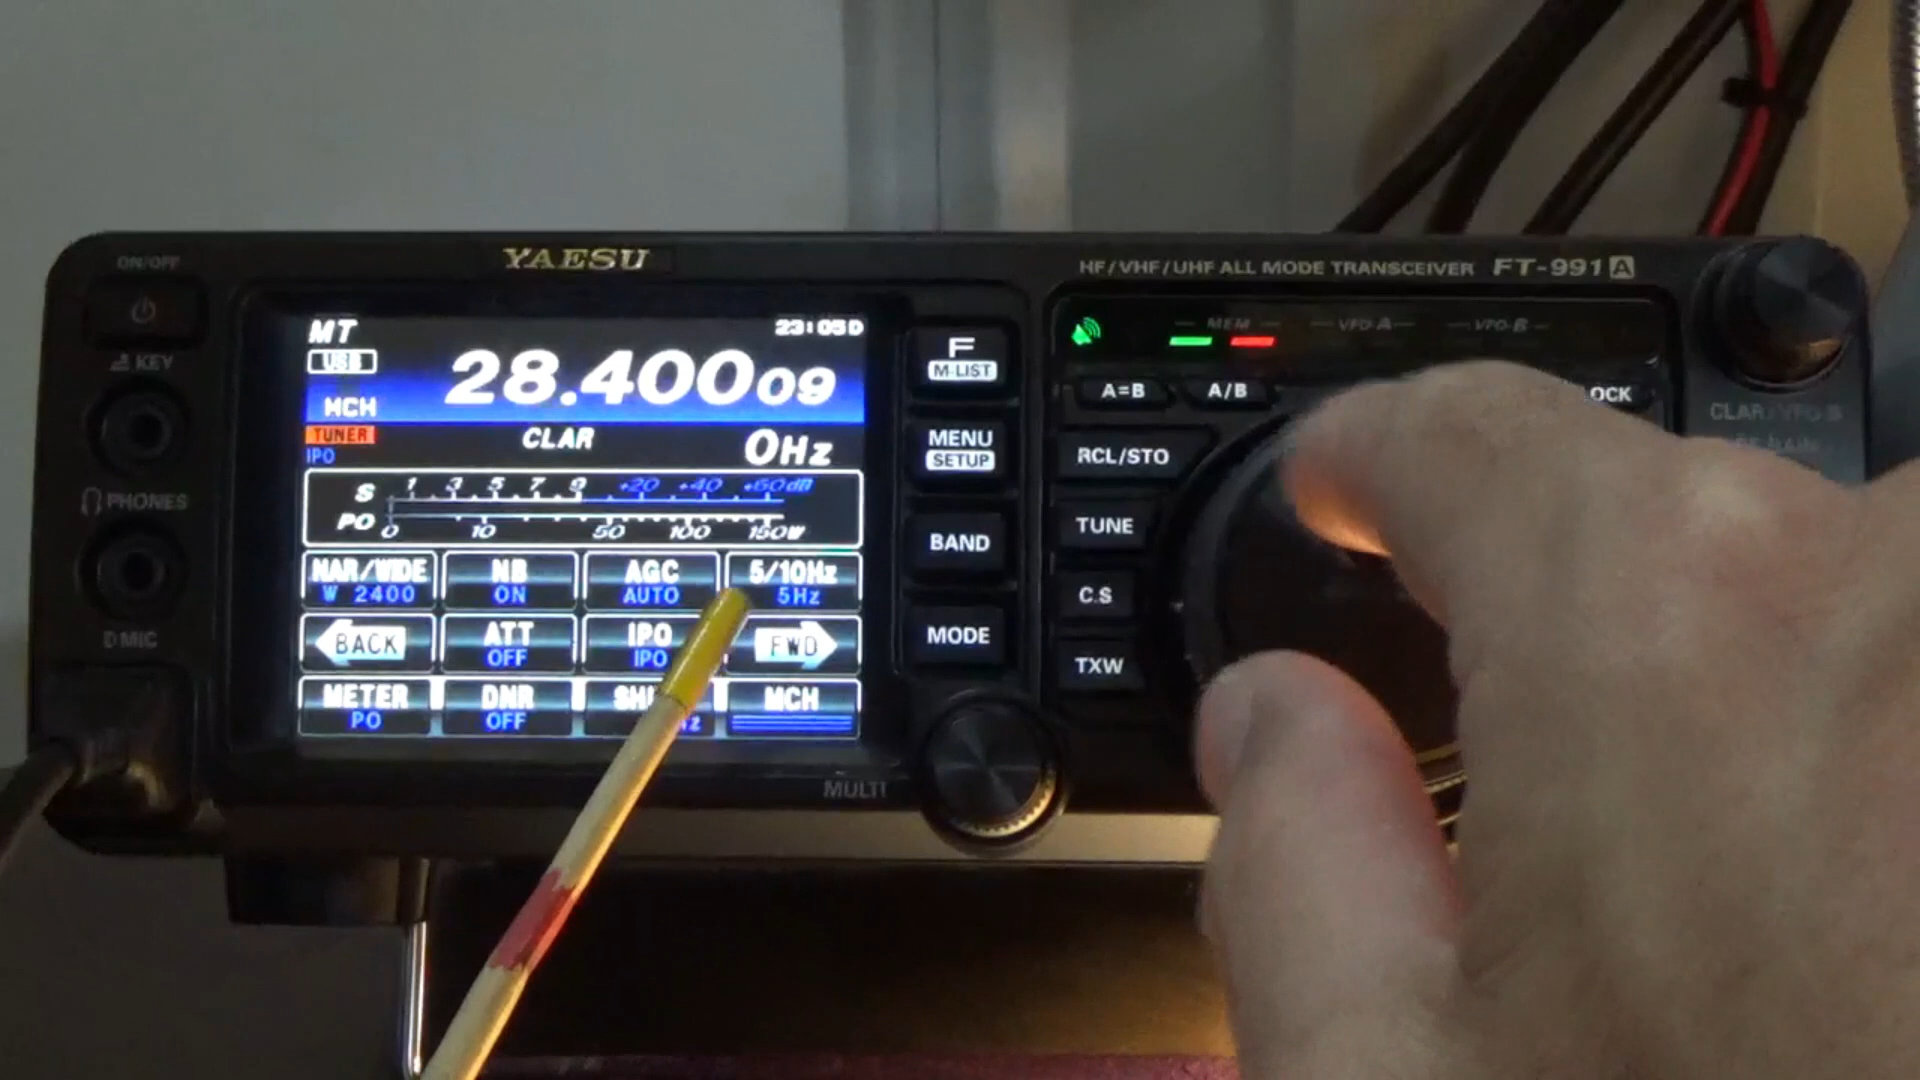 ON/OFF
YAESU
HF/VHF/UHF ALL MODE TRANSCEIVER FT-991A
KEY
PHONES
D MIC
MT
23:05D
USB
28.40009
MCH
TUNER
CLAR
0Hz
IPO
S 1 3 5 7 9 +20 +40 +60dB
PO 0 10 50 100 150W
NAR/WIDE NB AGC 5/10Hz
W 2400 ON AUTO 5Hz
BACK ATT IPO FWD
OFF IPO
METER DNR MCH
PO OFF
MULTI
F
M-LIST
MENU
SETUP
BAND
MODE
MEM VFO-A VFO-B
A=B A/B
RCL/STO
TUNE
C.S
TXW
CLAR/VFO-B